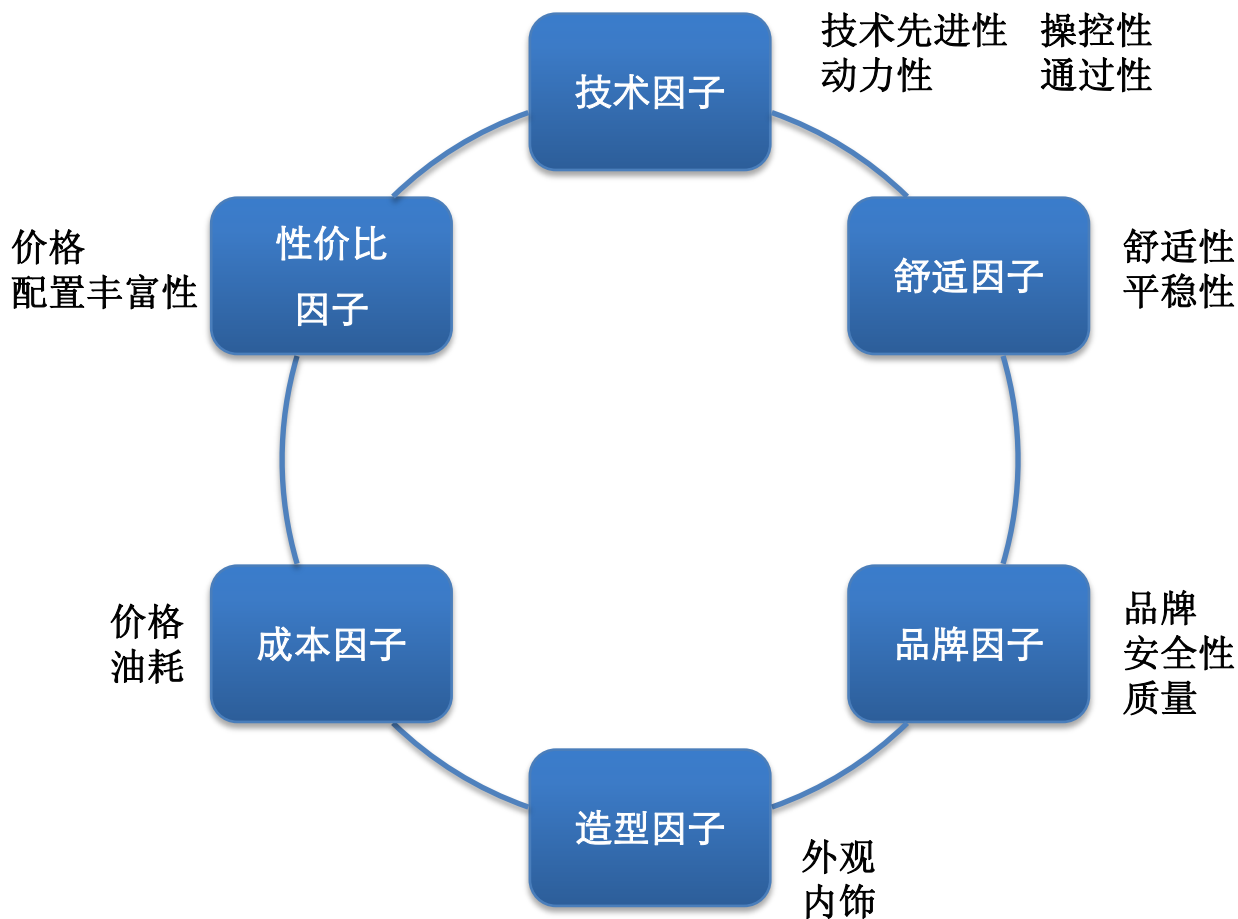 技术因子
技术先进性 操控性
动力性 通过性
舒适因子
舒适性
平稳性
品牌因子
品牌
安全性
质量
造型因子
外观
内饰
成本因子
价格
油耗
性价比
因子
价格
配置丰富性